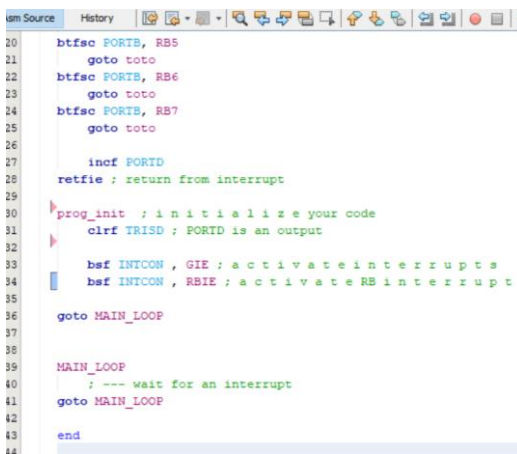 Asm Source History
20 btfsc PORTB, RB5
21 goto toto
22 btfsc PORTB, RB6
23 goto toto
24 btfsc PORTB, RB7
25 goto toto
26
27 incf PORTD
28 retfie ; return from interrupt
29
30 prog_init ; i n i t i a l i z e your code
31 clrf TRISD ; PORTD is an output
32
33 bsf INTCON , GIE ; a c t i v a t e i n t e r r u p t s
34 bsf INTCON , RBIE ; a c t i v a t e RB i n t e r r u p t
35
36 goto MAIN_LOOP
37
38
39 MAIN_LOOP
40 ; --- wait for an interrupt
41 goto MAIN_LOOP
42
43 end
44